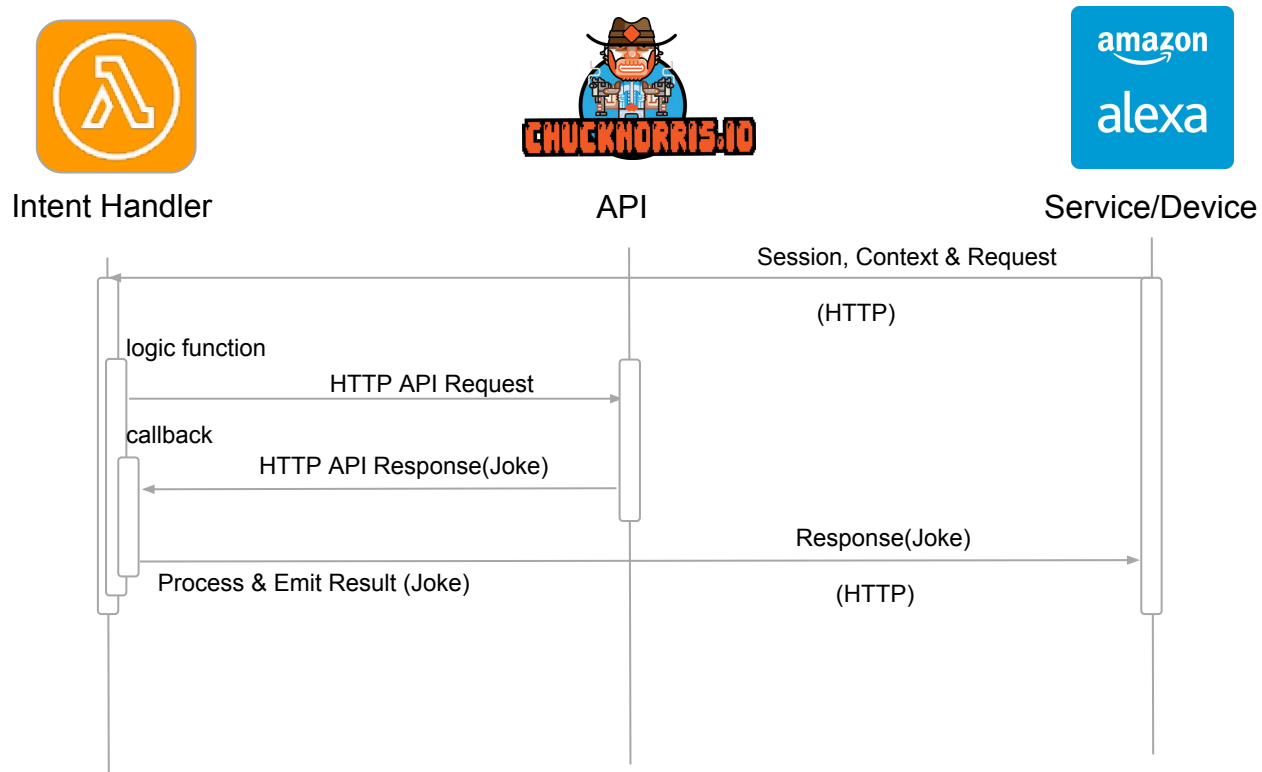 amazon
alexa
CHUCKNORRIS.IO
Intent Handler
API
Service/Device
Session, Context & Request
(HTTP)
logic function
HTTP API Request
callback
HTTP API Response(Joke)
Response(Joke)
Process & Emit Result (Joke)
(HTTP)